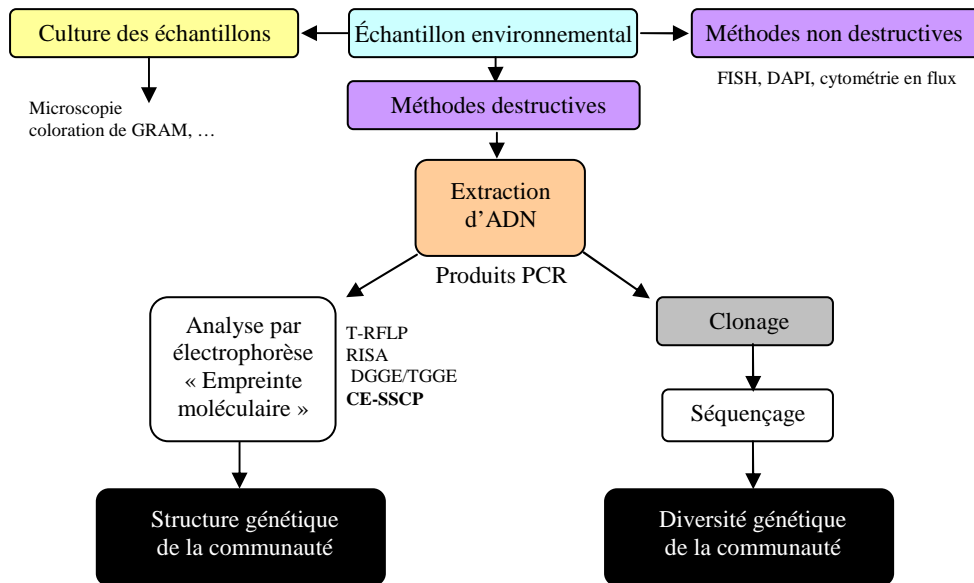 Culture des échantillons
Échantillon environnemental
Méthodes non destructives
FISH, DAPI, cytométrie en flux
Microscopie
coloration de GRAM, …
Méthodes destructives
Extraction
d’ADN
Produits PCR
Analyse par
électrophorèse
« Empreinte
moléculaire »
T-RFLP
RISA
DGGE/TGGE
CE-SSCP
Clonage
Séquençage
Structure génétique
de la communauté
Diversité génétique
de la communauté